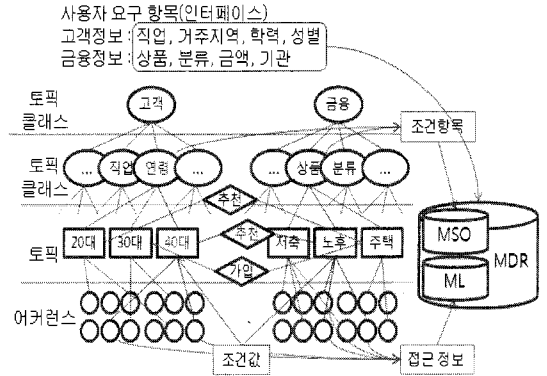 사용자 요구 항목(인터페이스)
고객정보 : 직업, 거주지역, 학력, 성별
금융정보 : 상품, 분류, 금액, 기관
토픽 클래스
고객
금융
조건항목
토픽 클래스
...
직업
연령
...
...
상품
분류
...
추천
MSO
ML
MDR
토픽
20대
30대
40대
추천
저축
노후
주택
가입
어커런스
조건값
접근 정보